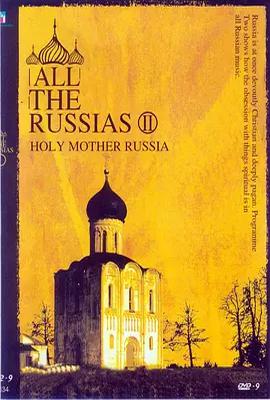 ALL
THE
RUSSIAS II
HOLY MOTHER RUSSIA
Russia is at once devoutly Christian and deeply pagan. Programme
Two shows how the obsession with things spiritual is in
all Russian music.
DVD-9